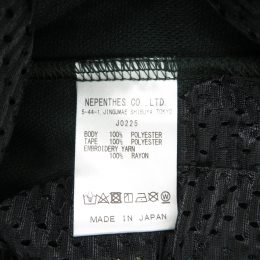 NEPENTHES CO.,LTD.
5-44-1 JINGUMAE SHIBUYA TOKYO
J0225
BODY 100% POLYESTER
TAPE 100% POLYESTER
EMBROIDERY YARN
100% RAYON
MADE IN JAPAN